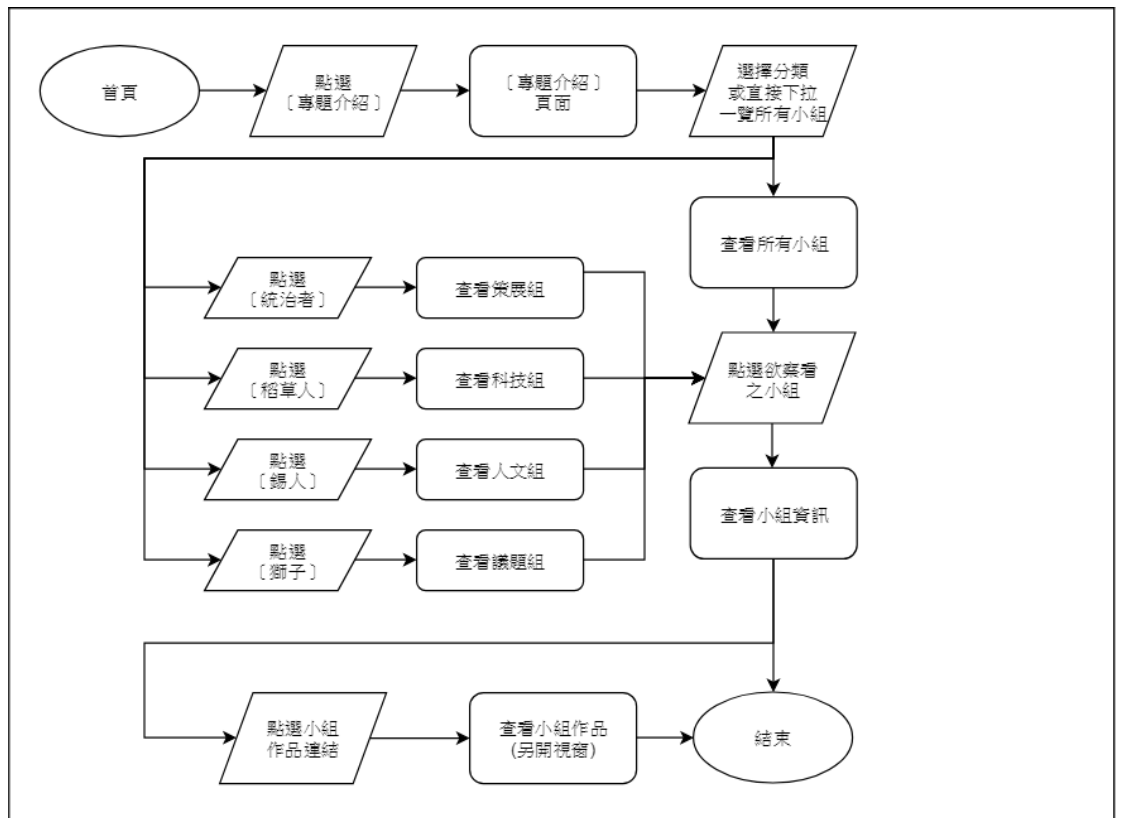 首頁
點選
〔專題介紹〕
〔專題介紹〕
頁面
選擇分類
或直接下拉
一覽所有小組
查看所有小組
點選
〔統治者〕
查看策展組
點選
〔稻草人〕
查看科技組
點選欲察看
之小組
點選
〔錫人〕
查看人文組
查看小組資訊
點選
〔獅子〕
查看議題組
點選小組
作品連結
查看小組作品
(另開視窗)
結束